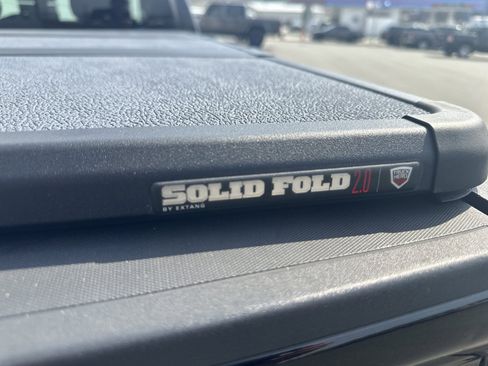 SOLID FOLD 2.0
BY EXTANG